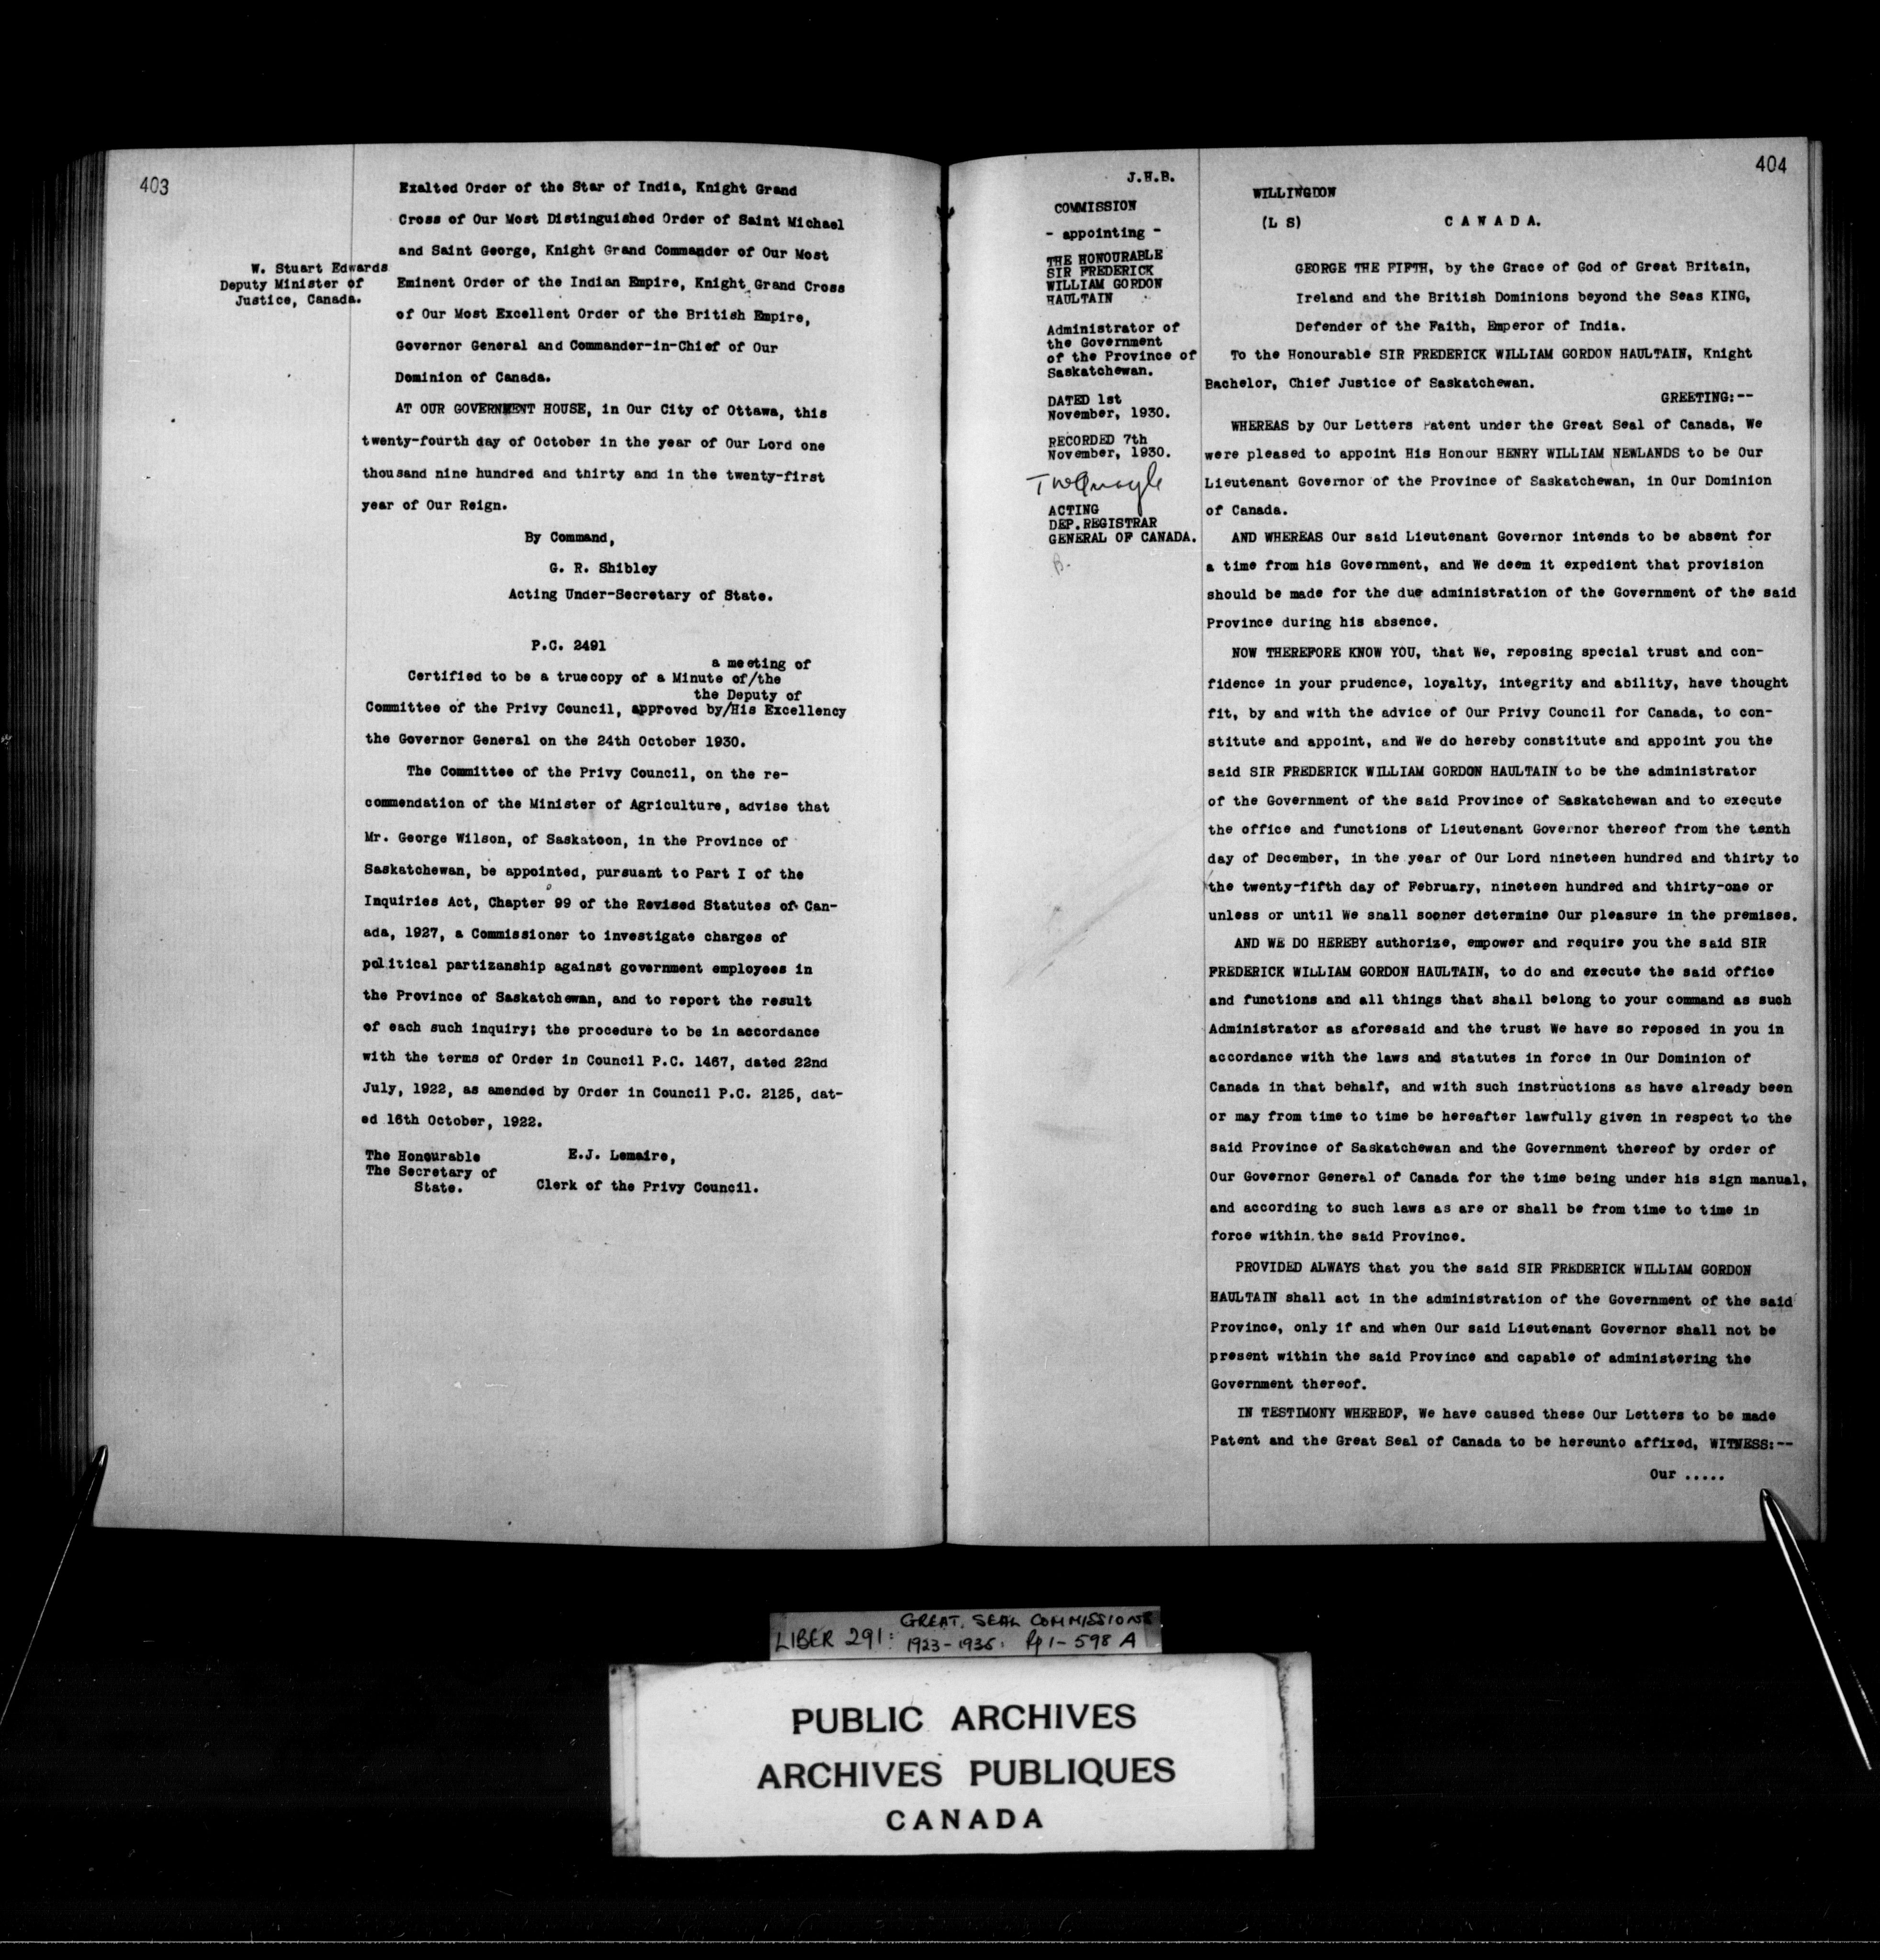 403
W. Stuart Edwards
Deputy Minister of
Justice, Canada.
Exalted Order of the Star of India, Knight Grand
Cross of Our Most Distinguished Order of Saint Michael
and Saint George, Knight Grand Commander of Our Most
Eminent Order of the Indian Empire, Knight Grand Cross
of Our Most Excellent Order of the British Empire,
Governor General and Commander-in-Chief of Our
Dominion of Canada.
AT OUR GOVERNMENT HOUSE, in Our City of Ottawa, this
twenty-fourth day of October in the year of Our Lord one
thousand nine hundred and thirty and in the twenty-first
year of Our Reign.
By Command,
G. R. Shibley
Acting Under-Secretary of State.
P.C. 2491
a meeting of
Certified to be a truecopy of a Minute of/the
the Deputy of
Committee of the Privy Council, approved by/His Excellency
the Governor General on the 24th October 1930.
The Committee of the Privy Council, on the re-
commendation of the Minister of Agriculture, advise that
Mr. George Wilson, of Saskatoon, in the Province of
Saskatchewan, be appointed, pursuant to Part I of the
Inquiries Act, Chapter 99 of the Revised Statutes of Can-
ada, 1927, a Commissioner to investigate charges of
political partizanship against government employees in
the Province of Saskatchewan, and to report the result
of each such inquiry; the procedure to be in accordance
with the terms of Order in Council P.C. 1467, dated 22nd
July, 1922, as amended by Order in Council P.C. 2125, dat-
ed 16th October, 1922.
The Honourable
The Secretary of
State.
E.J. Lemaire,
Clerk of the Privy Council.
404
J.H.B.
COMMISSION
- appointing -
THE HONOURABLE
SIR FREDERICK
WILLIAM GORDON
HAULTAIN
Administrator of
the Government
of the Province of
Saskatchewan.
DATED 1st
November, 1930.
RECORDED 7th
November, 1930.
ACTING
DEP.REGISTRAR
GENERAL OF CANADA.
B.
WILLINGDON
(L S) CANADA.
GEORGE THE FIFTH, by the Grace of God of Great Britain,
Ireland and the British Dominions beyond the Seas KING,
Defender of the Faith, Emperor of India.
To the Honourable SIR FREDERICK WILLIAM GORDON HAULTAIN, Knight
Bachelor, Chief Justice of Saskatchewan.
GREETING:--
WHEREAS by Our Letters Patent under the Great Seal of Canada, We
were pleased to appoint His Honour HENRY WILLIAM NEWLANDS to be Our
Lieutenant Governor of the Province of Saskatchewan, in Our Dominion
of Canada.
AND WHEREAS Our said Lieutenant Governor intends to be absent for
a time from his Government, and We deem it expedient that provision
should be made for the due administration of the Government of the said
Province during his absence.
NOW THEREFORE KNOW YOU, that We, reposing special trust and con-
fidence in your prudence, loyalty, integrity and ability, have thought
fit, by and with the advice of Our Privy Council for Canada, to con-
stitute and appoint, and We do hereby constitute and appoint you the
said SIR FREDERICK WILLIAM GORDON HAULTAIN to be the administrator
of the Government of the said Province of Saskatchewan and to execute
the office and functions of Lieutenant Governor thereof from the tenth
day of December, in the year of Our Lord nineteen hundred and thirty to
the twenty-fifth day of February, nineteen hundred and thirty-one or
unless or until We shall sooner determine Our pleasure in the premises.
AND WE DO HEREBY authorize, empower and require you the said SIR
FREDERICK WILLIAM GORDON HAULTAIN, to do and execute the said office
and functions and all things that shall belong to your command as such
Administrator as aforesaid and the trust We have so reposed in you in
accordance with the laws and statutes in force in Our Dominion of
Canada in that behalf, and with such instructions as have already been
or may from time to time be hereafter lawfully given in respect to the
said Province of Saskatchewan and the Government thereof by order of
Our Governor General of Canada for the time being under his sign manual,
and according to such laws as are or shall be from time to time in
force within the said Province.
PROVIDED ALWAYS that you the said SIR FREDERICK WILLIAM GORDON
HAULTAIN shall act in the administration of the Government of the said
Province, only if and when Our said Lieutenant Governor shall not be
present within the said Province and capable of administering the
Government thereof.
IN TESTIMONY WHEREOF, We have caused these Our Letters to be made
Patent and the Great Seal of Canada to be hereunto affixed, WITNESS:--
Our .....
GREAT SEAL COMMISSIONS
LIBER 291: 1923-1935: Pp 1-598 A
PUBLIC ARCHIVES
ARCHIVES PUBLIQUES
CANADA